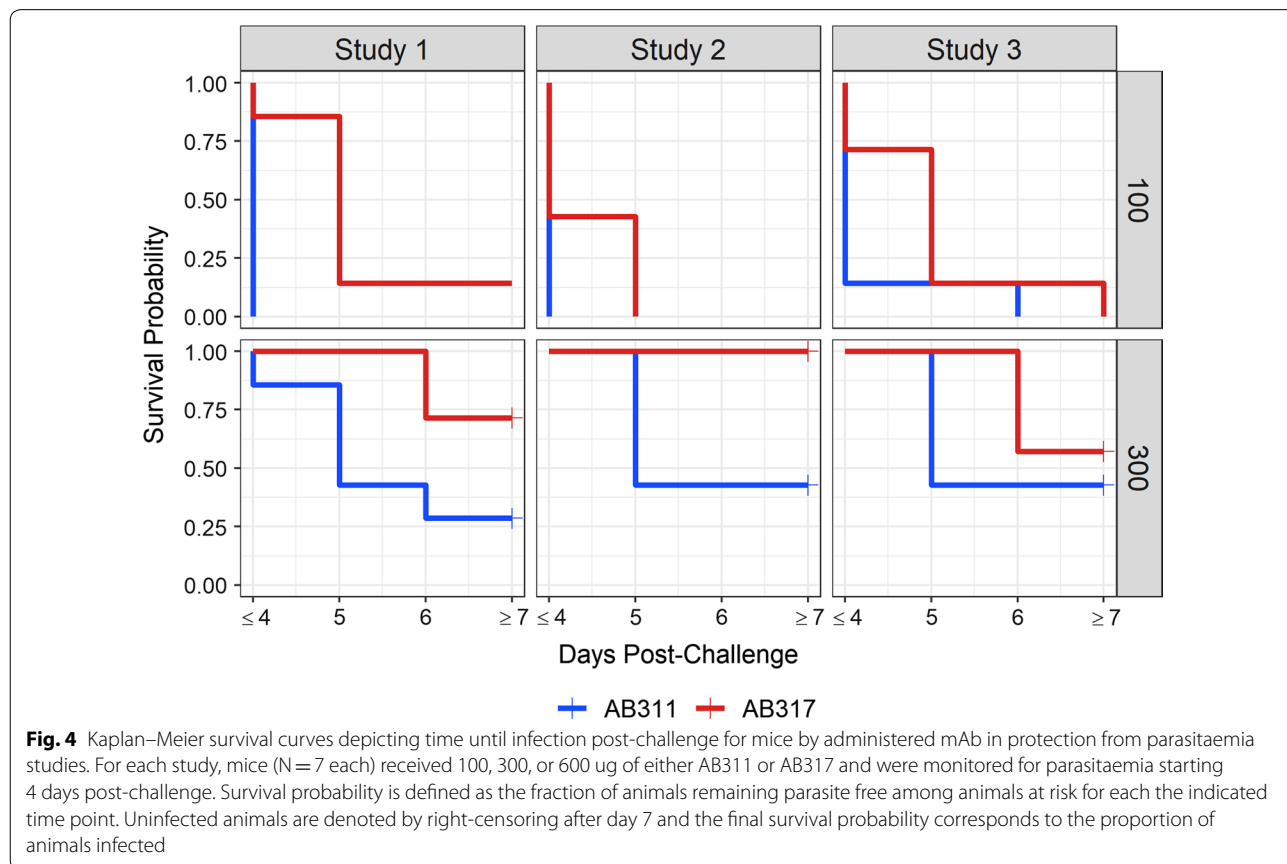 Study 1 Study 2 Study 3
Survival Probability
1.00
0.75
0.50
0.25
0.00
100
1.00
0.75
0.50
0.25
0.00
300
≤ 4 5 6 ≥ 7 ≤ 4 5 6 ≥ 7 ≤ 4 5 6 ≥ 7
Days Post-Challenge
AB311 AB317
Fig. 4 Kaplan–Meier survival curves depicting time until infection post-challenge for mice by administered mAb in protection from parasitaemia
studies. For each study, mice (N = 7 each) received 100, 300, or 600 ug of either AB311 or AB317 and were monitored for parasitaemia starting
4 days post-challenge. Survival probability is defined as the fraction of animals remaining parasite free among animals at risk for each the indicated
time point. Uninfected animals are denoted by right-censoring after day 7 and the final survival probability corresponds to the proportion of
animals infected